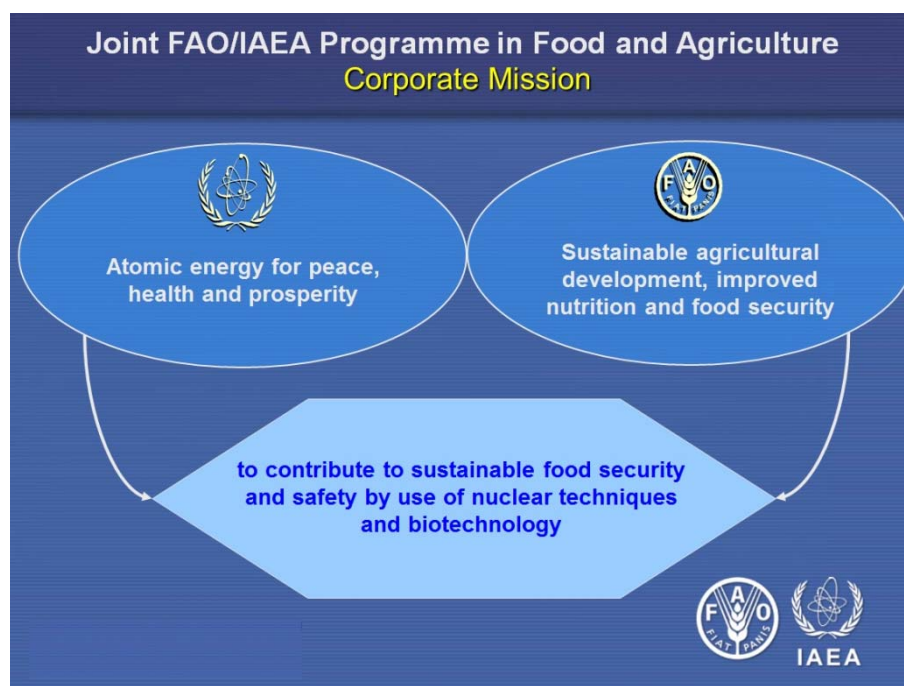 Joint FAO/IAEA Programme in Food and Agriculture
Corporate Mission
Atomic energy for peace,
health and prosperity
F A O
FIAT PANIS
Sustainable agricultural
development, improved
nutrition and food security
to contribute to sustainable food security
and safety by use of nuclear techniques
and biotechnology
F A O
FIAT PANIS
IAEA